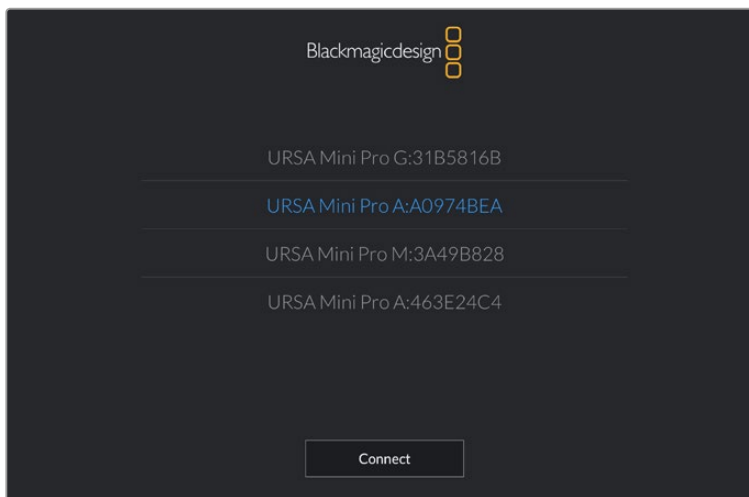 Blackmagicdesign
URSA Mini Pro G:31B5816B
URSA Mini Pro A:A0974BEA
URSA Mini Pro M:3A49B828
URSA Mini Pro A:463E24C4
Connect